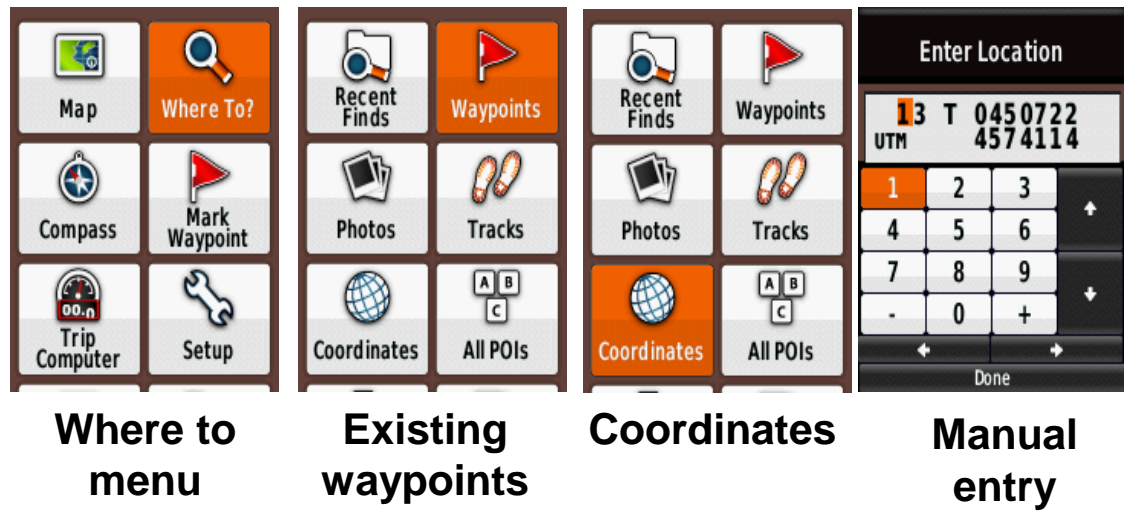 Map
Where To?
Compass
Mark
Waypoint
00.0
Trip
Computer
Setup
Recent
Finds
Waypoints
Photos
Tracks
Coordinates
A B
C
All POIs
Recent
Finds
Waypoints
Photos
Tracks
Coordinates
A B
C
All POIs
Enter Location
13 T 0450722
UTM 4574114
1 2 3
4 5 6
7 8 9
- 0 +
Done
Where to
menu
Existing
waypoints
Coordinates
Manual
entry